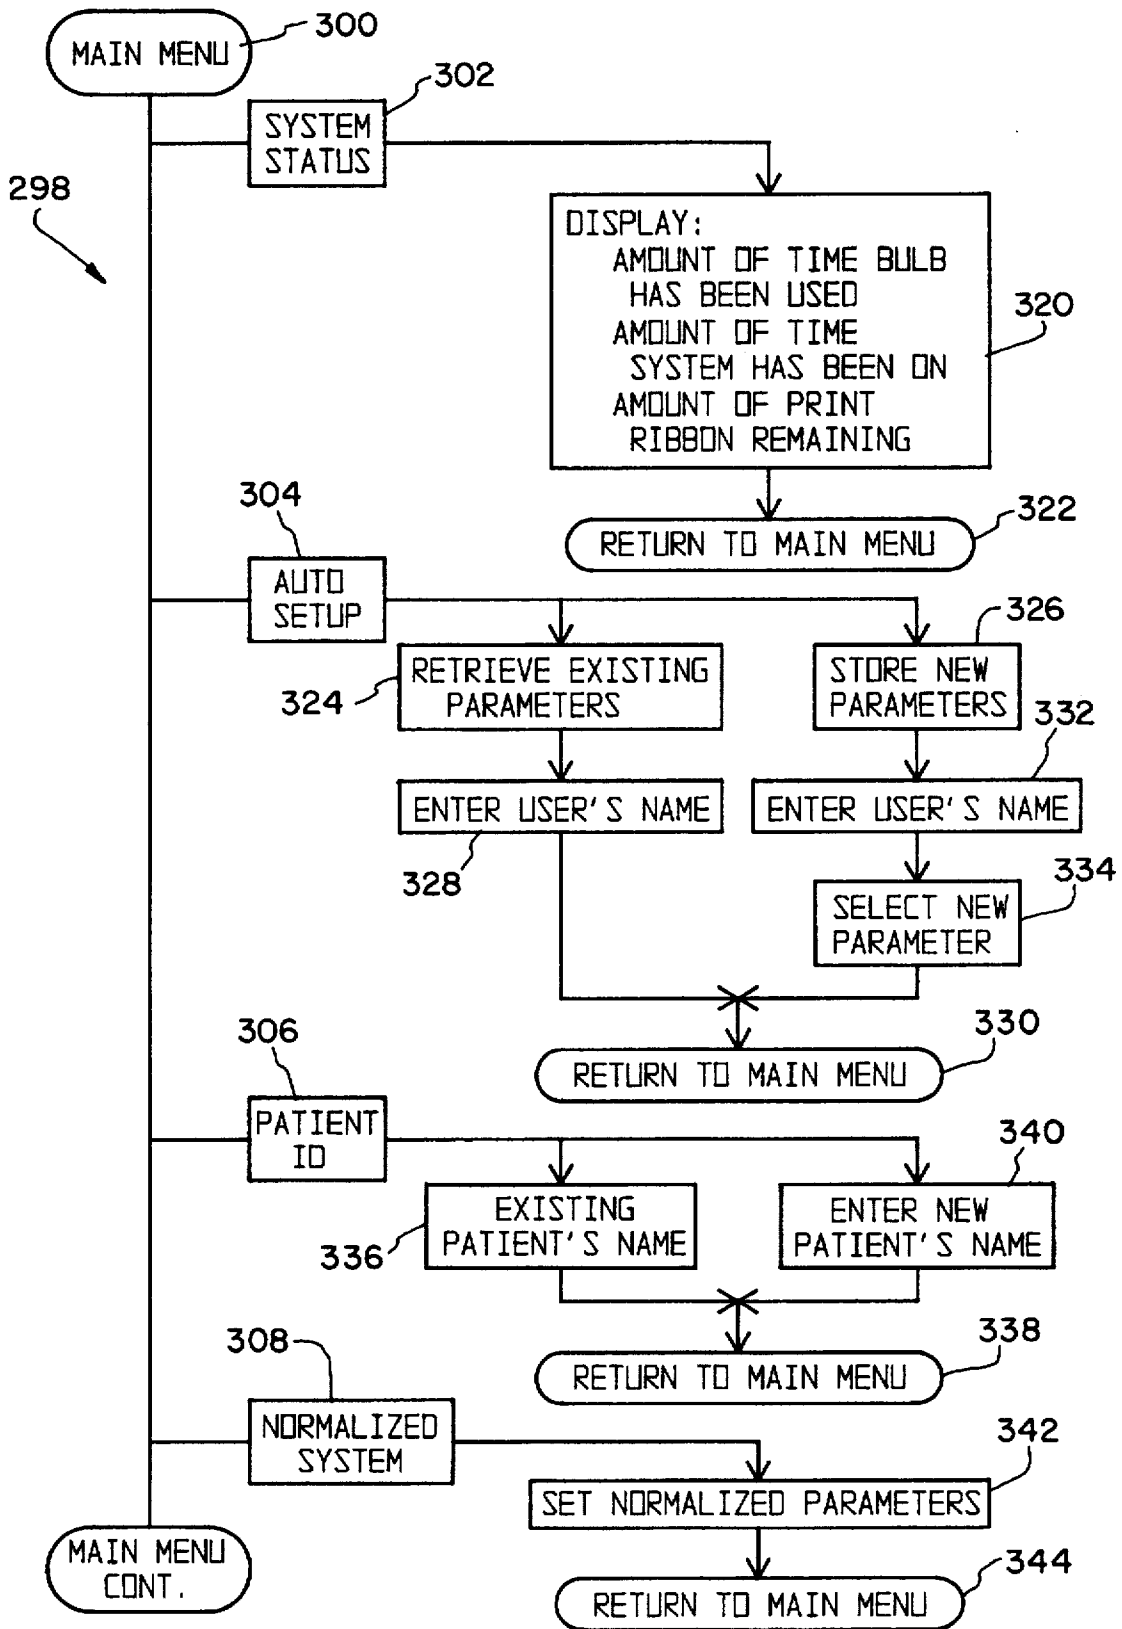 MAIN MENU
300
302
SYSTEM
STATUS
298
DISPLAY:
AMOUNT OF TIME BULB
HAS BEEN USED
AMOUNT OF TIME
SYSTEM HAS BEEN ON
AMOUNT OF PRINT
RIBBON REMAINING
320
322
RETURN TO MAIN MENU
304
AUTO
SETUP
326
RETRIEVE EXISTING
PARAMETERS
324
STORE NEW
PARAMETERS
332
ENTER USER'S NAME
328
ENTER USER'S NAME
334
SELECT NEW
PARAMETER
330
RETURN TO MAIN MENU
306
PATIENT
ID
340
EXISTING
PATIENT'S NAME
336
ENTER NEW
PATIENT'S NAME
338
RETURN TO MAIN MENU
308
NORMALIZED
SYSTEM
342
SET NORMALIZED PARAMETERS
344
RETURN TO MAIN MENU
MAIN MENU
CONT.